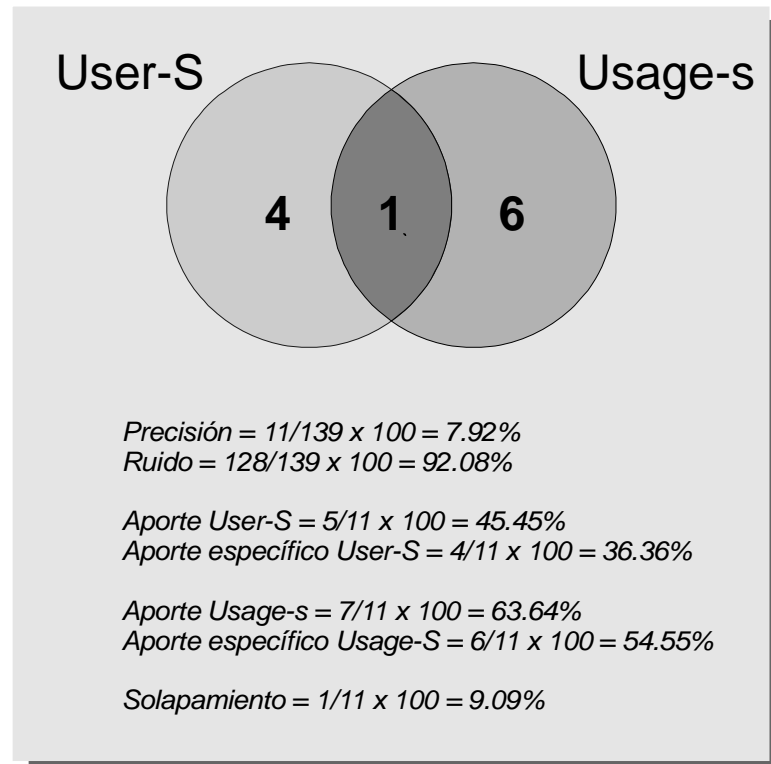 User-S
Usage-s
4
1
6
Precisión = 11/139 x 100 = 7.92%
Ruido = 128/139 x 100 = 92.08%
Aporte User-S = 5/11 x 100 = 45.45%
Aporte específico User-S = 4/11 x 100 = 36.36%
Aporte Usage-s = 7/11 x 100 = 63.64%
Aporte específico Usage-S = 6/11 x 100 = 54.55%
Solapamiento = 1/11 x 100 = 9.09%